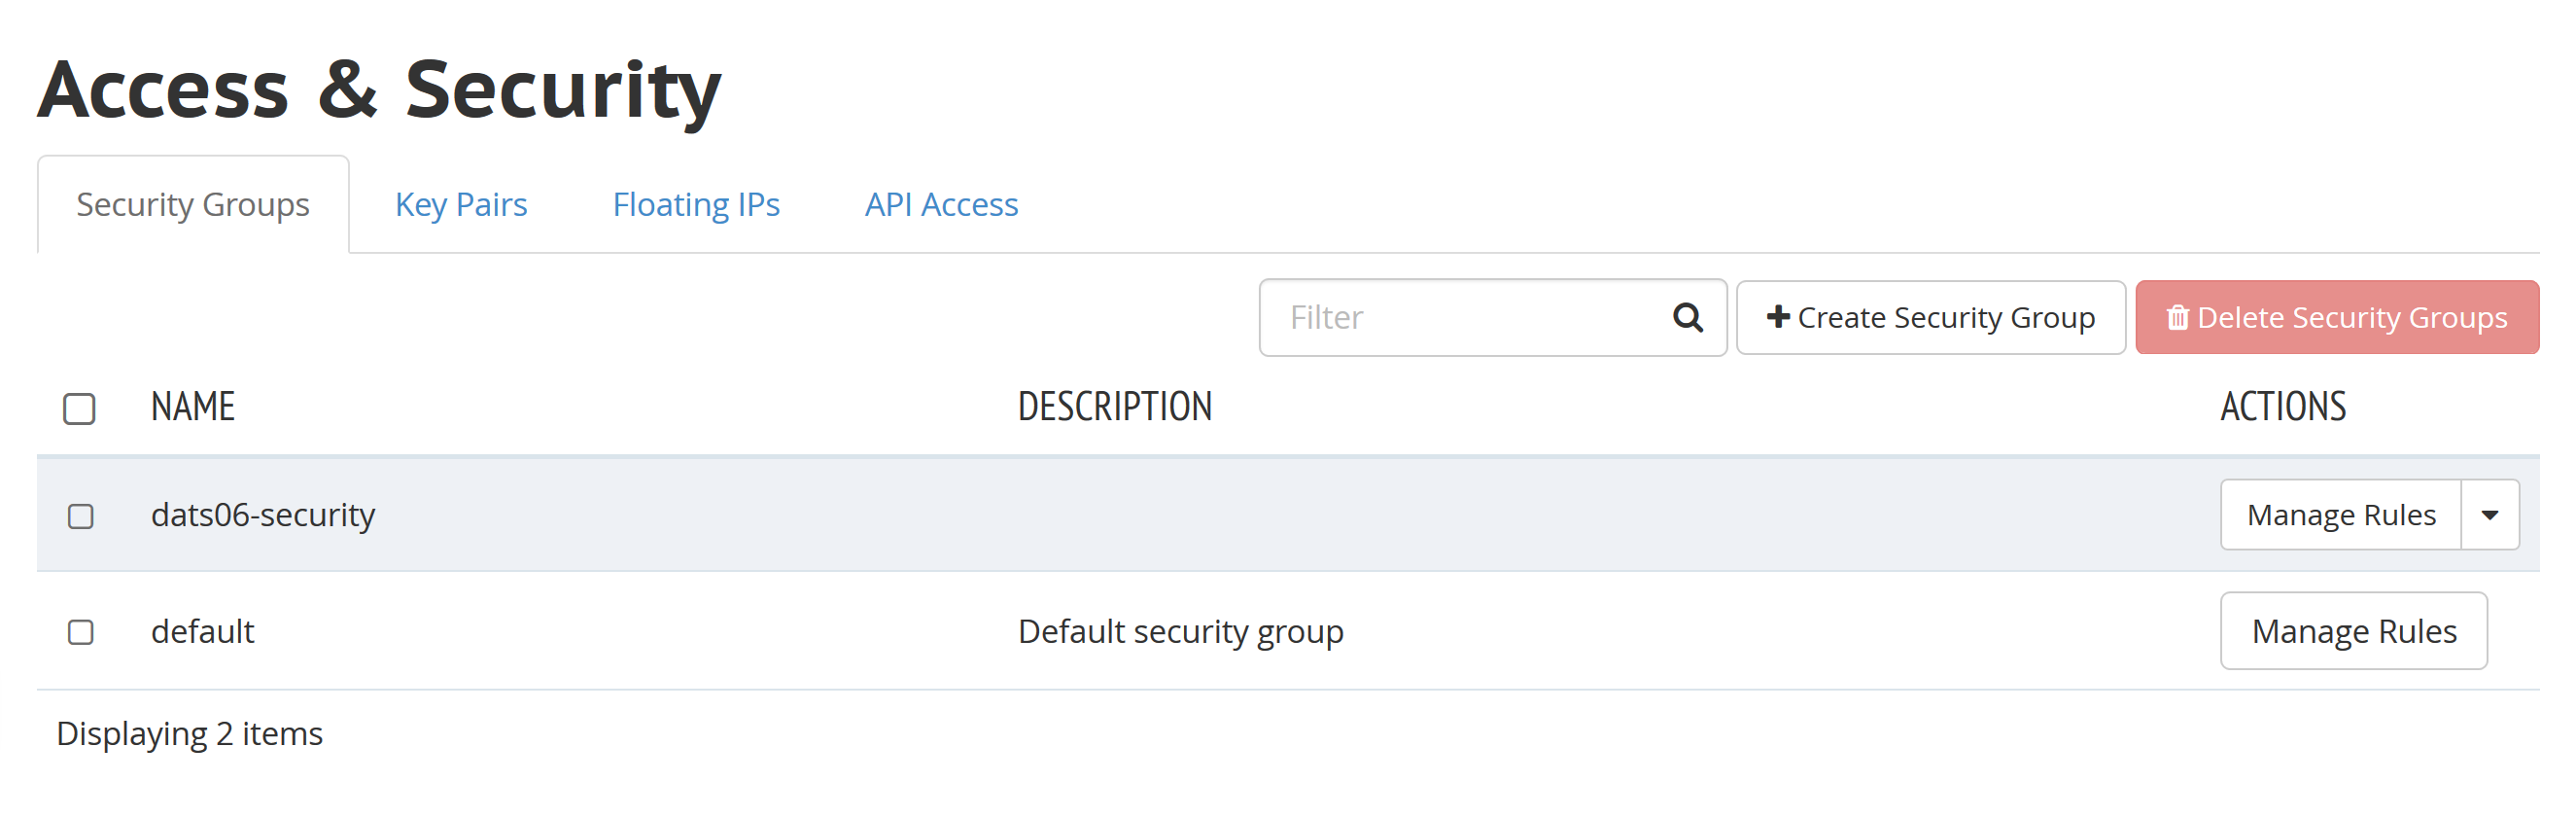 Access & Security
Security Groups Key Pairs Floating IPs API Access
Filter Create Security Group Delete Security Groups
NAME DESCRIPTION ACTIONS
dats06-security Manage Rules
default Default security group Manage Rules
Displaying 2 items